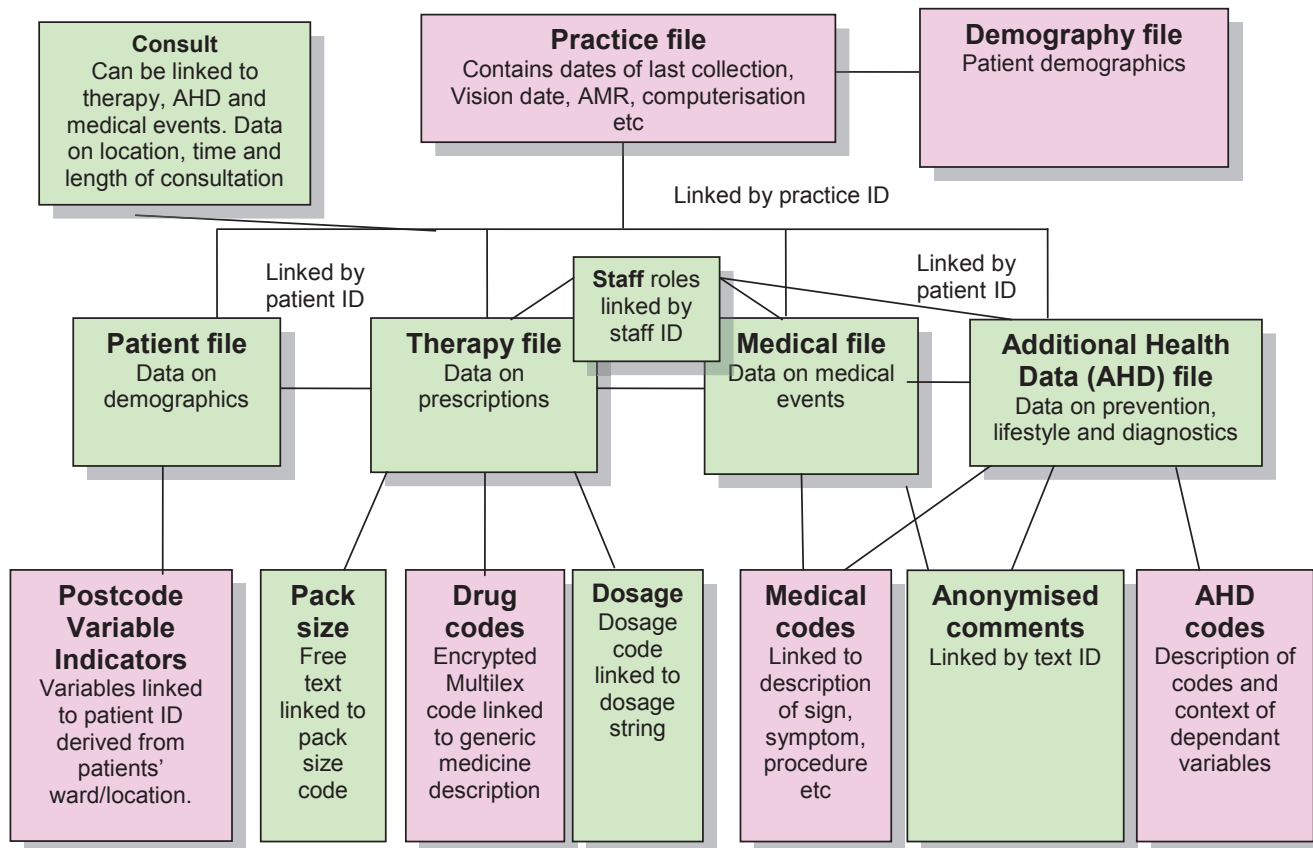 Consult
Can be linked to
therapy, AHD and
medical events. Data
on location, time and
length of consultation
Practice file
Contains dates of last collection,
Vision date, AMR, computerisation
etc
Demography file
Patient demographics
Linked by practice ID
Linked by
patient ID
Staff roles
linked by
staff ID
Linked by
patient ID
Patient file
Data on
demographics
Therapy file
Data on
prescriptions
Medical file
Data on medical
events
Additional Health
Data (AHD) file
Data on prevention,
lifestyle and diagnostics
Postcode
Variable
Indicators
Variables linked
to patient ID
derived from
patients’
ward/location.
Pack
size
Free
text
linked to
pack
size
code
Drug
codes
Encrypted
Multilex
code linked
to generic
medicine
description
Dosage
Dosage
code
linked to
dosage
string
Medical
codes
Linked to
description
of sign,
symptom,
procedure
etc
Anonymised
comments
Linked by text ID
AHD
codes
Description of
codes and
context of
dependant
variables